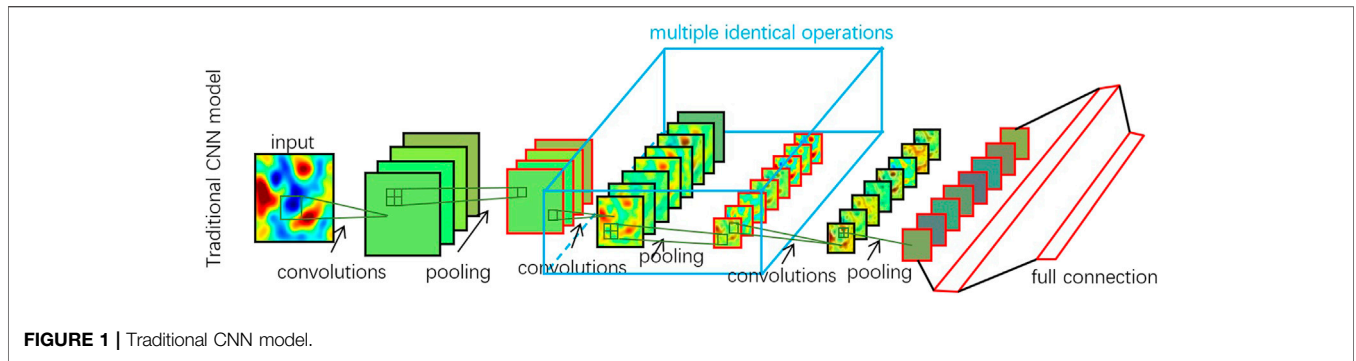 multiple identical operations
Traditional CNN model
input
convolutions
pooling
convolutions
pooling
convolutions
pooling
full connection
FIGURE 1 | Traditional CNN model.